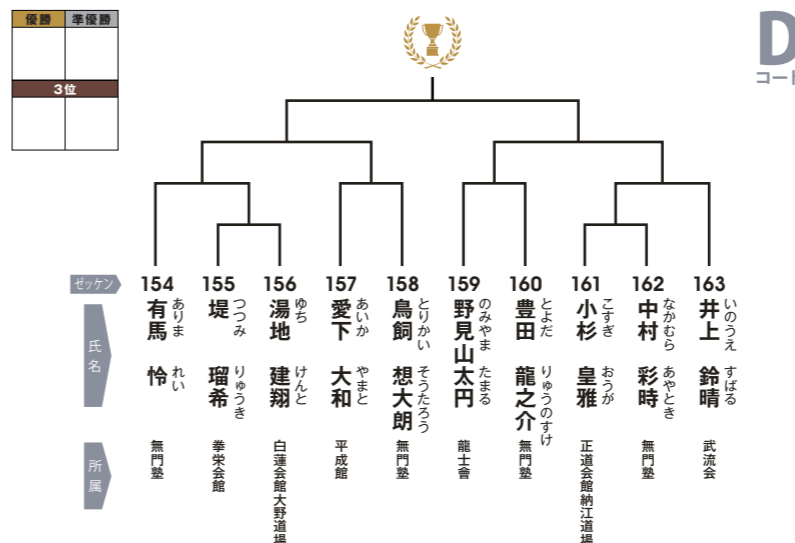 優勝 準優勝
3位
D
コート
ゼッケン
154 155 156 157 158 159 160 161 162 163
氏名
有馬 怜 ありま れい
堤 瑠希 つつみ りゅうき
湯地 建翔 ゆち けんと
愛下 大和 あいか やまと
鳥飼 想大朗 とりかい そうたろう
野見山 太円 のみやま たまる
豊田 龍之介 とよだ りゅうのすけ
小杉 皇雅 こすぎ おうが
中村 彩時 なかむら あやとき
井上 鈴晴 いのうえ すばる
所属
無門塾
拳栄会館
白蓮会館大野道場
平成館
無門塾
龍士會
無門塾
正道会館納江道場
無門塾
武流会